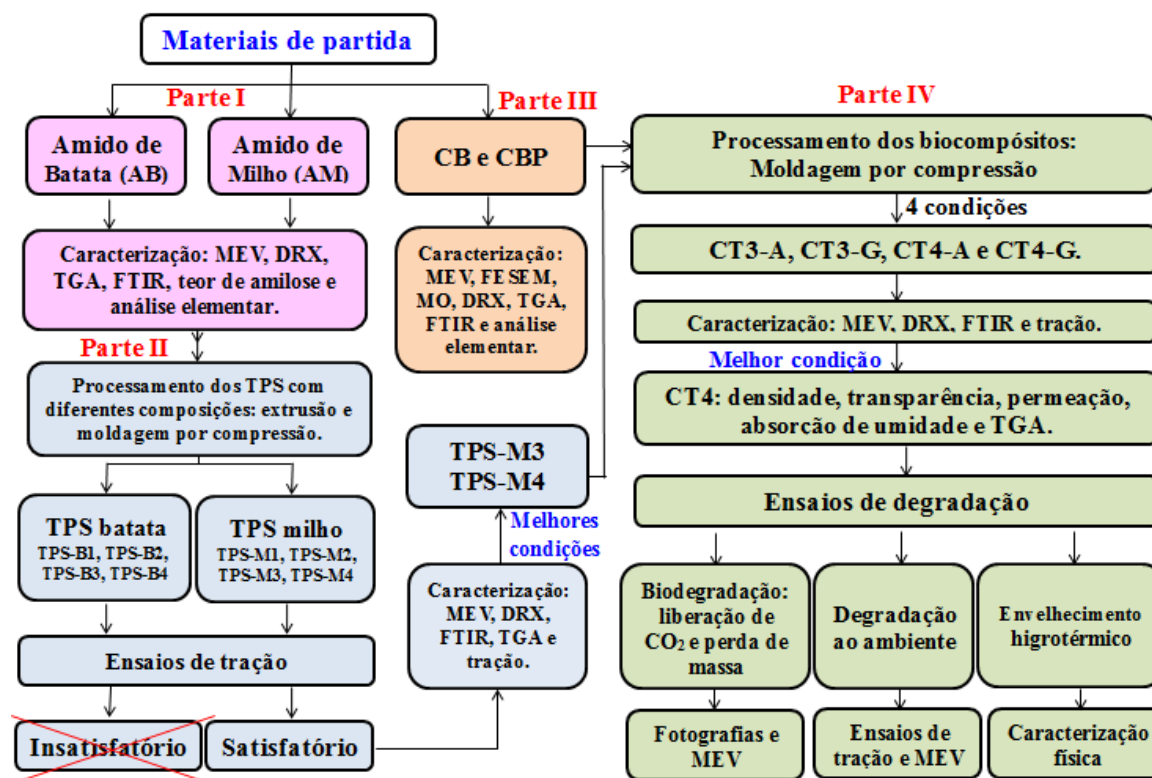 Materiais de partida
Parte I
Amido de
Batata (AB)
Amido de
Milho (AM)
Caracterização: MEV, DRX,
TGA, FTIR, teor de amilose e
análise elementar.
Parte II
Processamento dos TPS com
diferentes composições: extrusão e
moldagem por compressão.
TPS batata
TPS-B1, TPS-B2,
TPS-B3, TPS-B4
TPS milho
TPS-M1, TPS-M2,
TPS-M3, TPS-M4
Ensaios de tração
Insatisfatório
Satisfatório
Parte III
CB e CBP
Caracterização:
MEV, FESEM,
MO, DRX, TGA,
FTIR e análise
elementar.
TPS-M3
TPS-M4
Melhores
condições
Caracterização:
MEV, DRX,
FTIR, TGA e
tração.
Parte IV
Processamento dos biocompósitos:
Moldagem por compressão
4 condições
CT3-A, CT3-G, CT4-A e CT4-G.
Caracterização: MEV, DRX, FTIR e tração.
Melhor condição
CT4: densidade, transparência, permeação,
absorção de umidade e TGA.
Ensaios de degradação
Biodegradação:
liberação de
CO₂ e perda de
massa
Degradação
ao ambiente
Envelhecimento
higrotérmico
Fotografias e
MEV
Ensaios de
tração e MEV
Caracterização
física